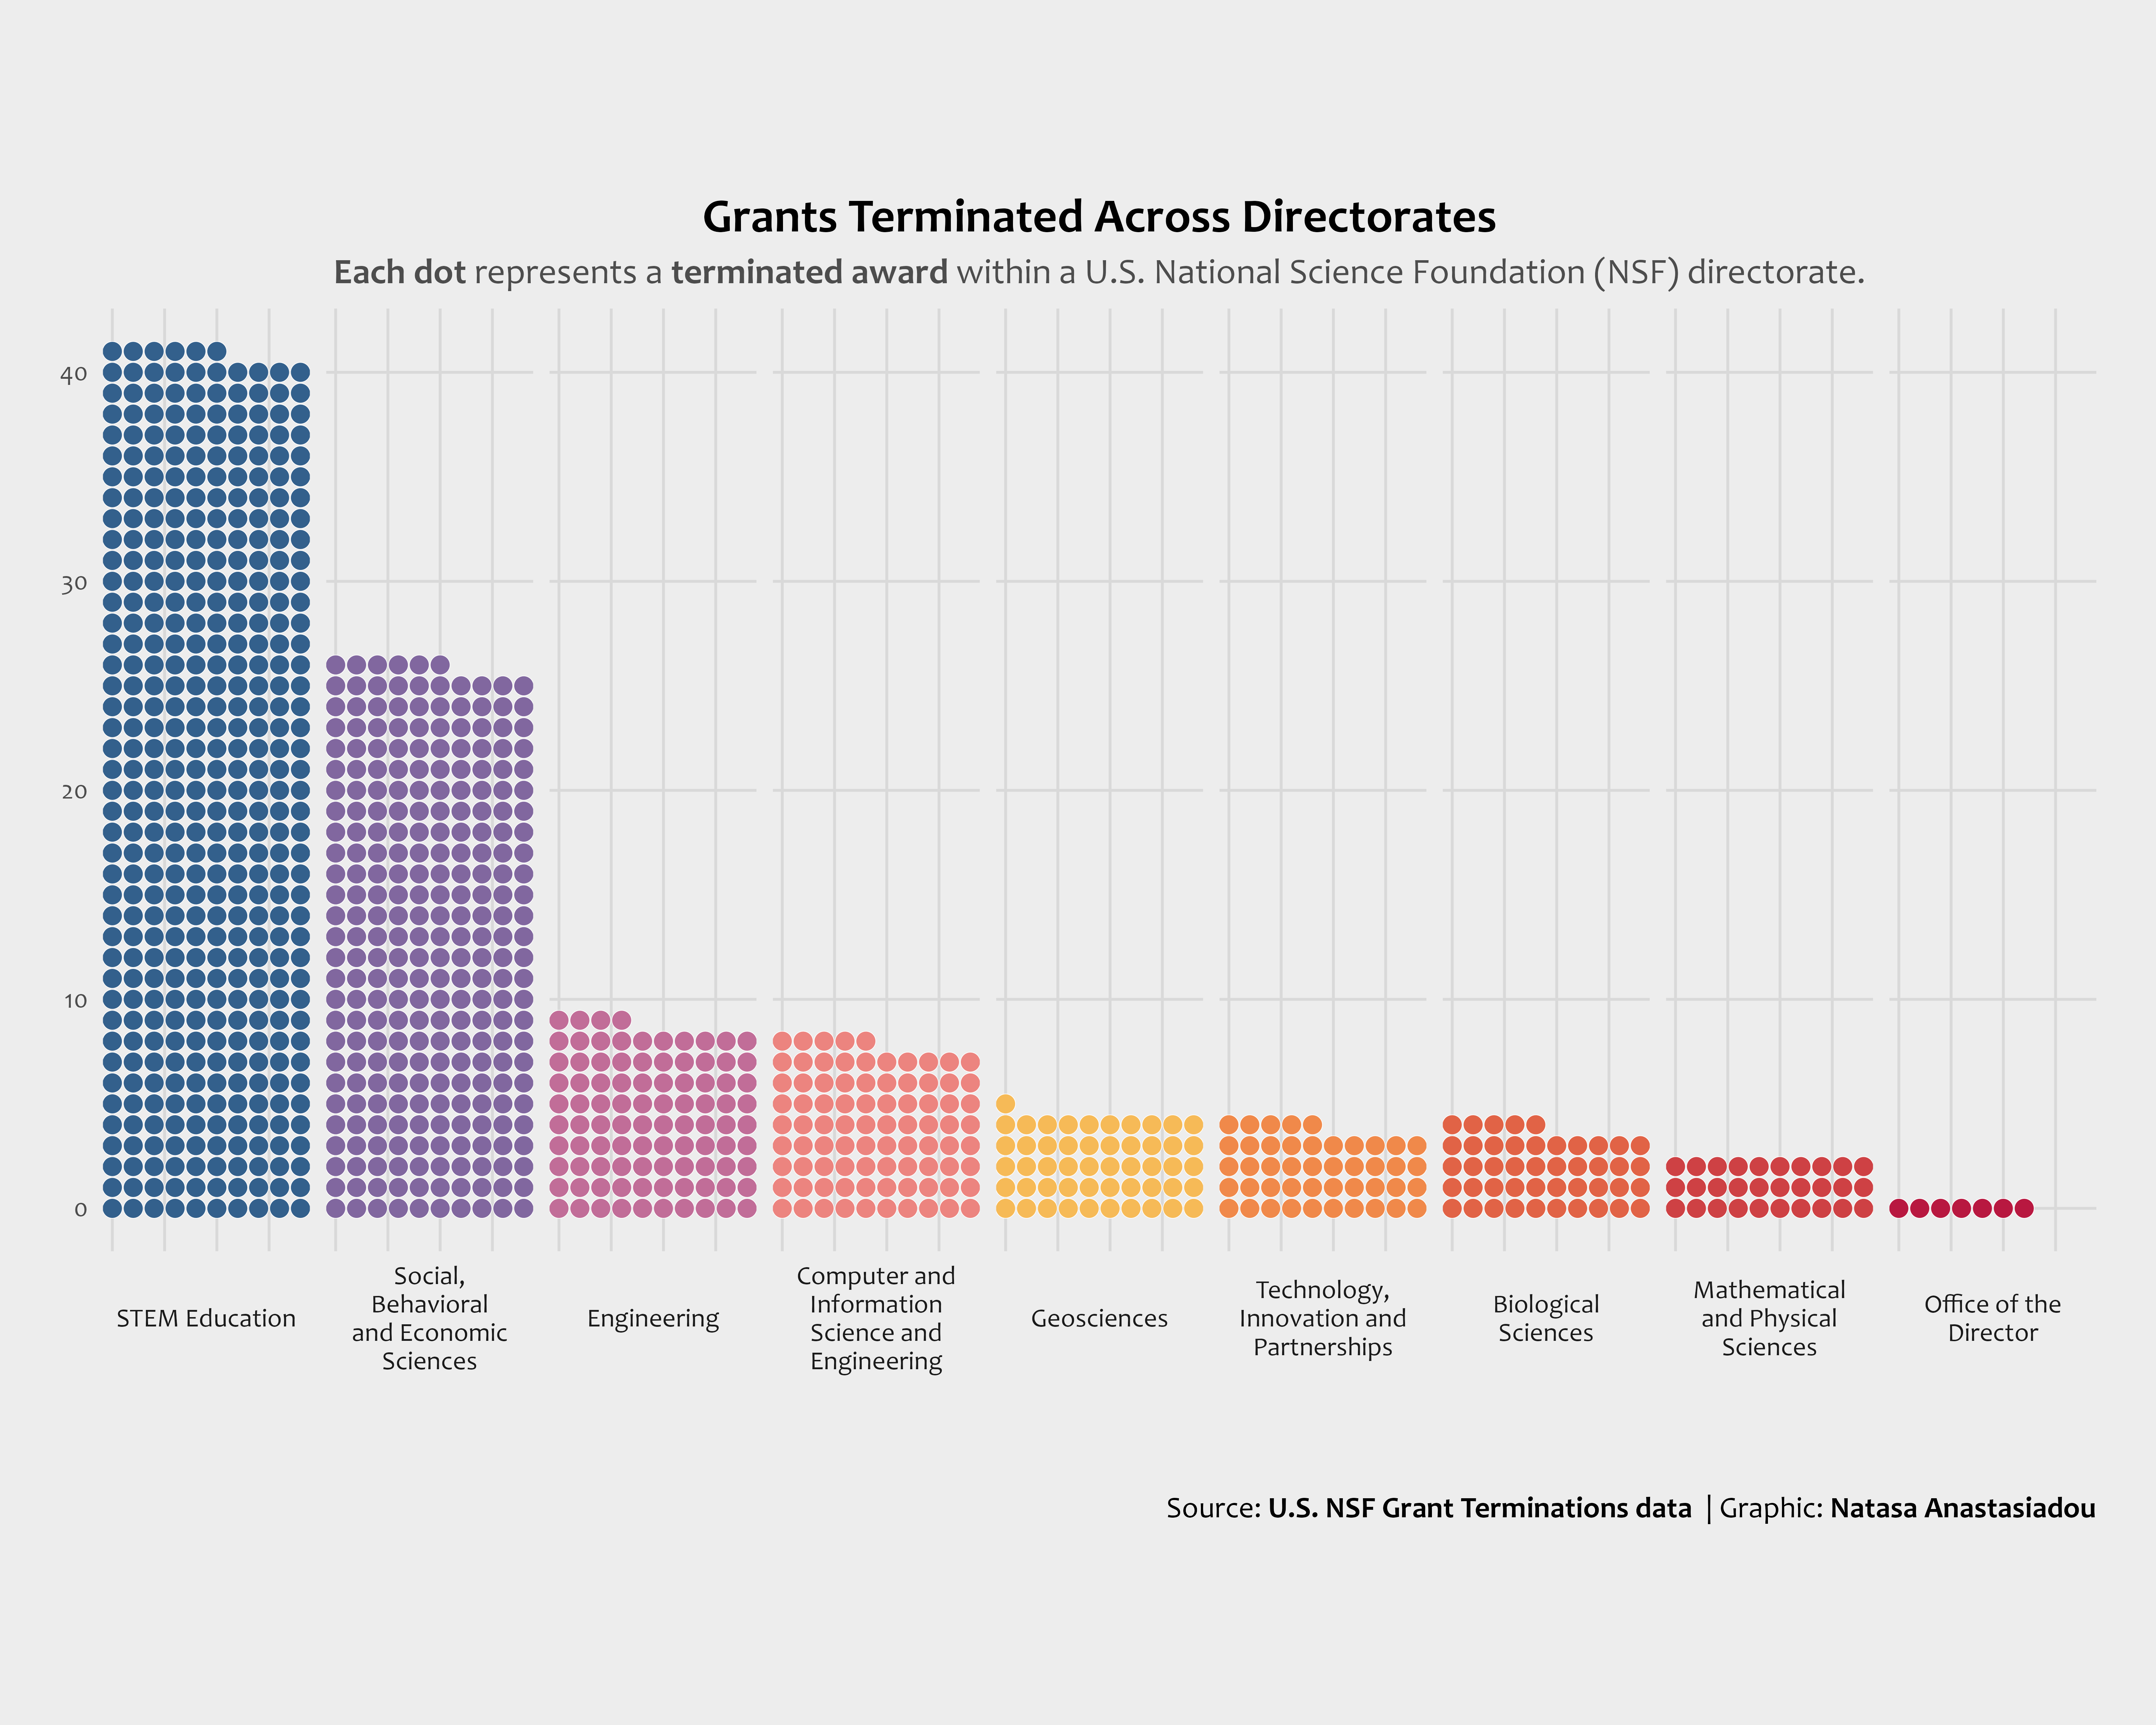 Grants Terminated Across Directorates
Each dot represents a terminated award within a U.S. National Science Foundation (NSF) directorate.
40
30
20
10
0
STEM Education
Social,
Behavioral
and Economic
Sciences
Engineering
Computer and
Information
Science and
Engineering
Geosciences
Technology,
Innovation and
Partnerships
Biological
Sciences
Mathematical
and Physical
Sciences
Office of the
Director
Source: U.S. NSF Grant Terminations data | Graphic: Natasa Anastasiadou